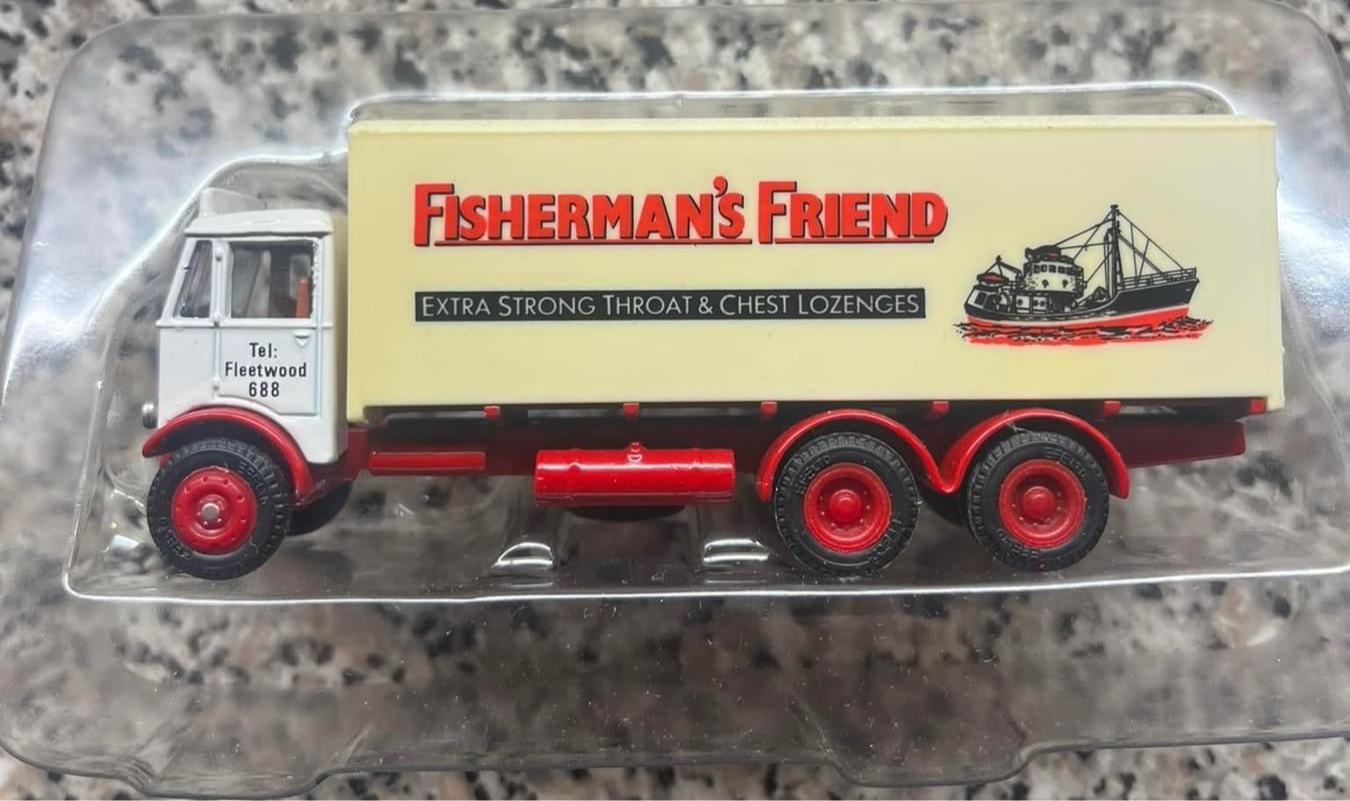 FISHERMAN'S FRIEND
EXTRA STRONG THROAT & CHEST LOZENGES
Tel:
Fleetwood
688